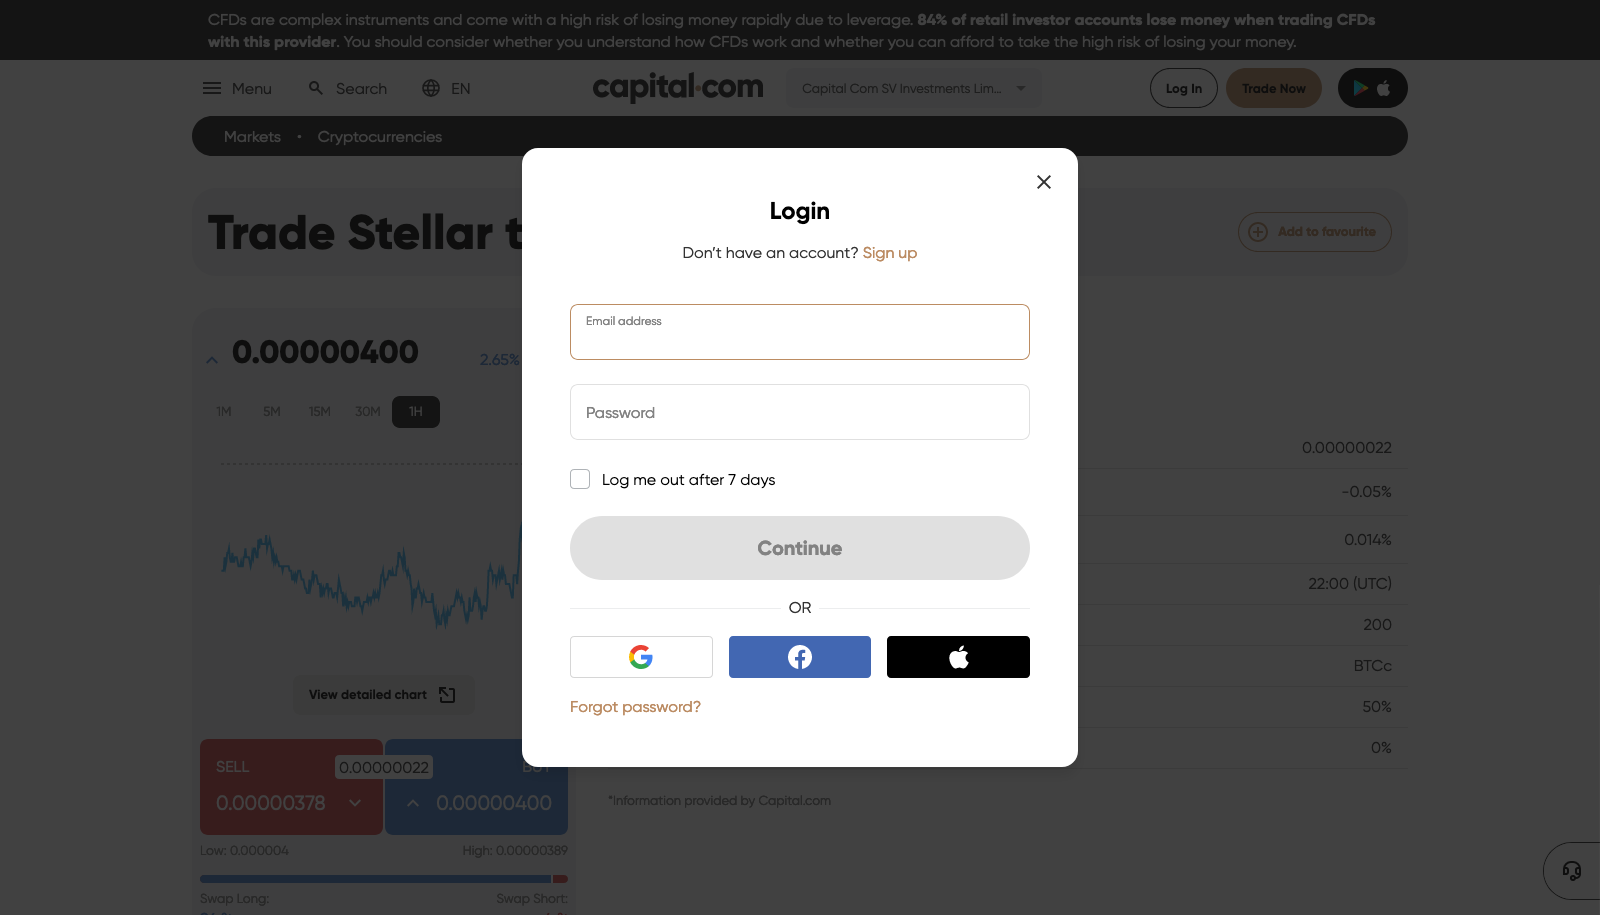 CFDs are complex instruments and come with a high risk of losing money rapidly due to leverage. 84% of retail investor accounts lose money when trading CFDs
with this provider. You should consider whether you understand how CFDs work and whether you can afford to take the high risk of losing your money.
Menu Search EN capital.com Capital Com SV Investments Lim... Log In Trade Now
Markets • Cryptocurrencies
Trade Stellar t
Add to favourite
Login
Don't have an account? Sign up
Email address
Password
Log me out after 7 days
Continue
OR
Forgot password?
0.00000400 2.65%
1M 5M 15M 30M 1H
View detailed chart
SELL 0.00000022
0.00000378 0.00000400
Low: 0.000004 High: 0.00000389
Swap Long: Swap Short:
0.00000022
-0.05%
0.014%
22:00 (UTC)
200
BTCc
50%
0%
*Information provided by Capital.com